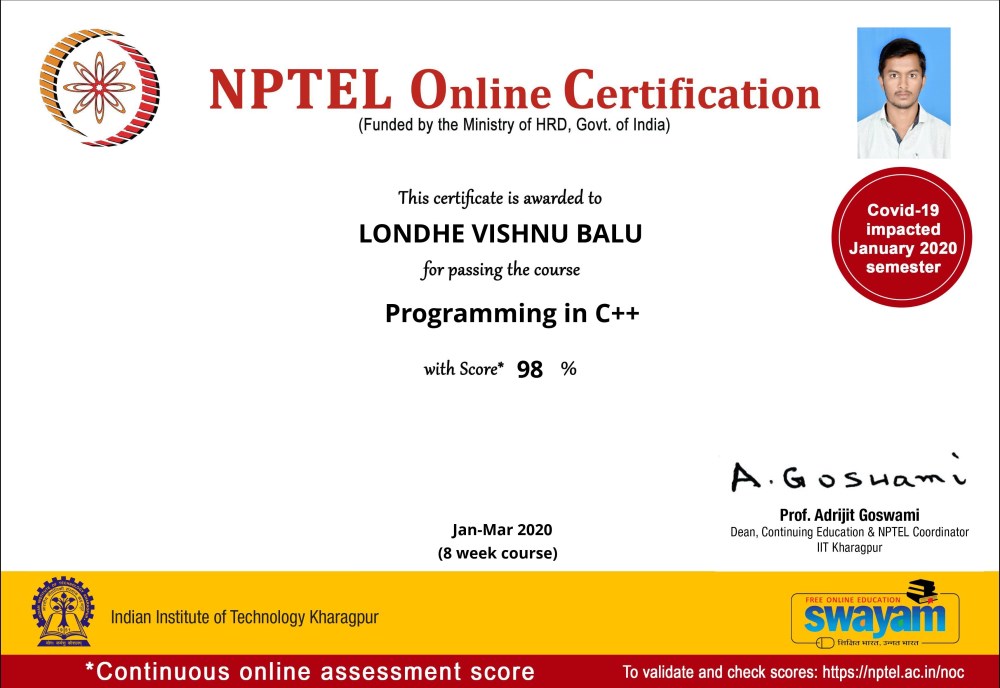 NPTEL Online Certification
(Funded by the Ministry of HRD, Govt. of India)
This certificate is awarded to
LONDHE VISHNU BALU
for passing the course
Programming in C++
with Score* 98 %
Covid-19
impacted
January 2020
semester
A. Goswami
Prof. Adrijit Goswami
Dean, Continuing Education & NPTEL Coordinator
IIT Kharagpur
Jan-Mar 2020
(8 week course)
Indian Institute of Technology Kharagpur
FREE ONLINE EDUCATION
swayam
शिक्षित भारत, उन्नत भारत
*Continuous online assessment score
To validate and check scores: https://nptel.ac.in/noc